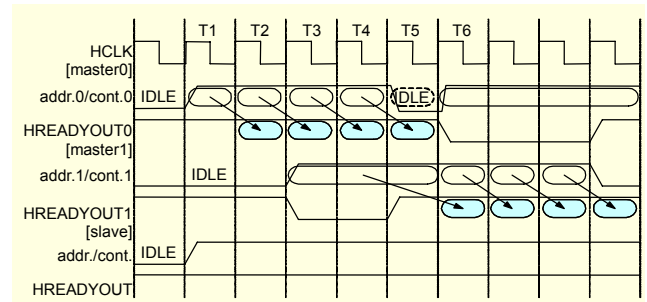 T1 T2 T3 T4 T5 T6
HCLK
[master0]
addr.0/cont.0 IDLE IDLE
HREADYOUT0
[master1]
addr.1/cont.1 IDLE
HREADYOUT1
[slave]
addr./cont. IDLE
HREADYOUT